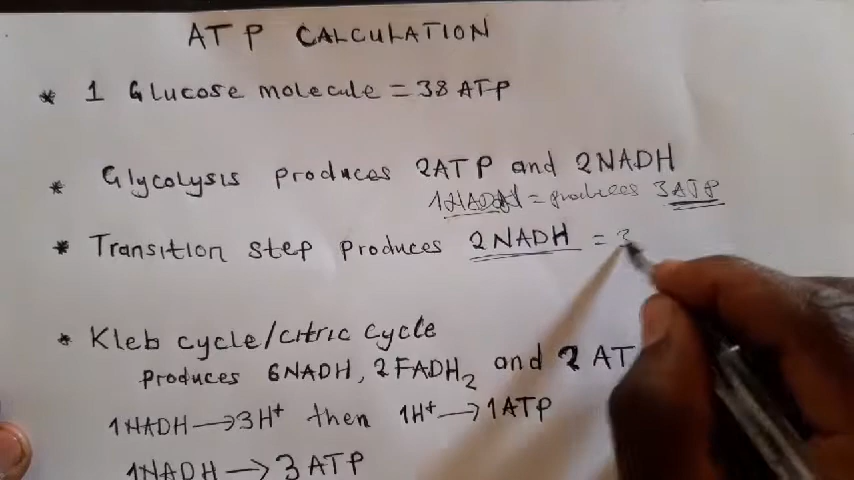 ATP CALCULATION
* 1 Glucose molecule = 38 ATP
* Glycolysis produces 2ATP and 2NADH
1NADH = produces 3ATP
* Transition step produces 2NADH = 3
* Kleb cycle/citric cycle
produces 6NADH, 2FADH2 and 2 AT
1NADH → 3H+ then 1H+ → 1ATP
1NADH → 3 ATP